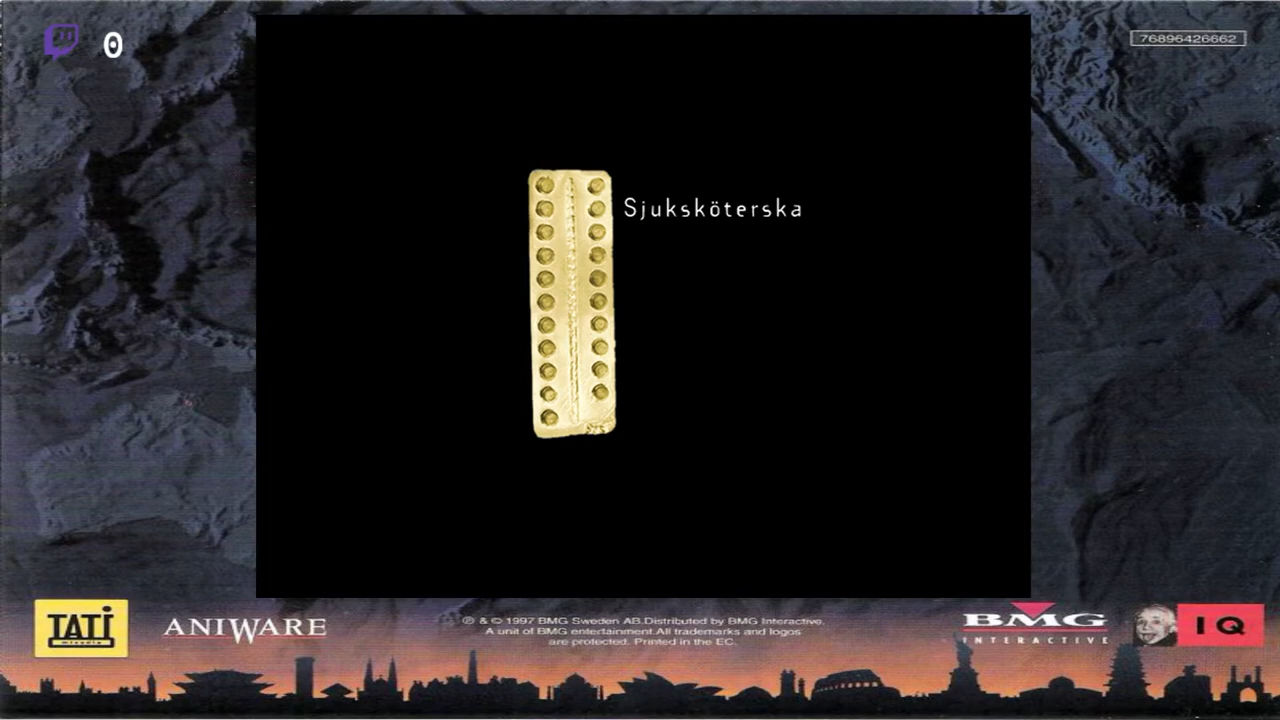 0
76896426662
Sjuksköterska
TATi
mixedia
ANIWARE
℗ & © 1997 BMG Sweden AB.Distributed by BMG Interactive.
A unit of BMG entertainment.All trademarks and logos
are protected. Printed in the EC.
BMG
INTERACTIVE
IQ